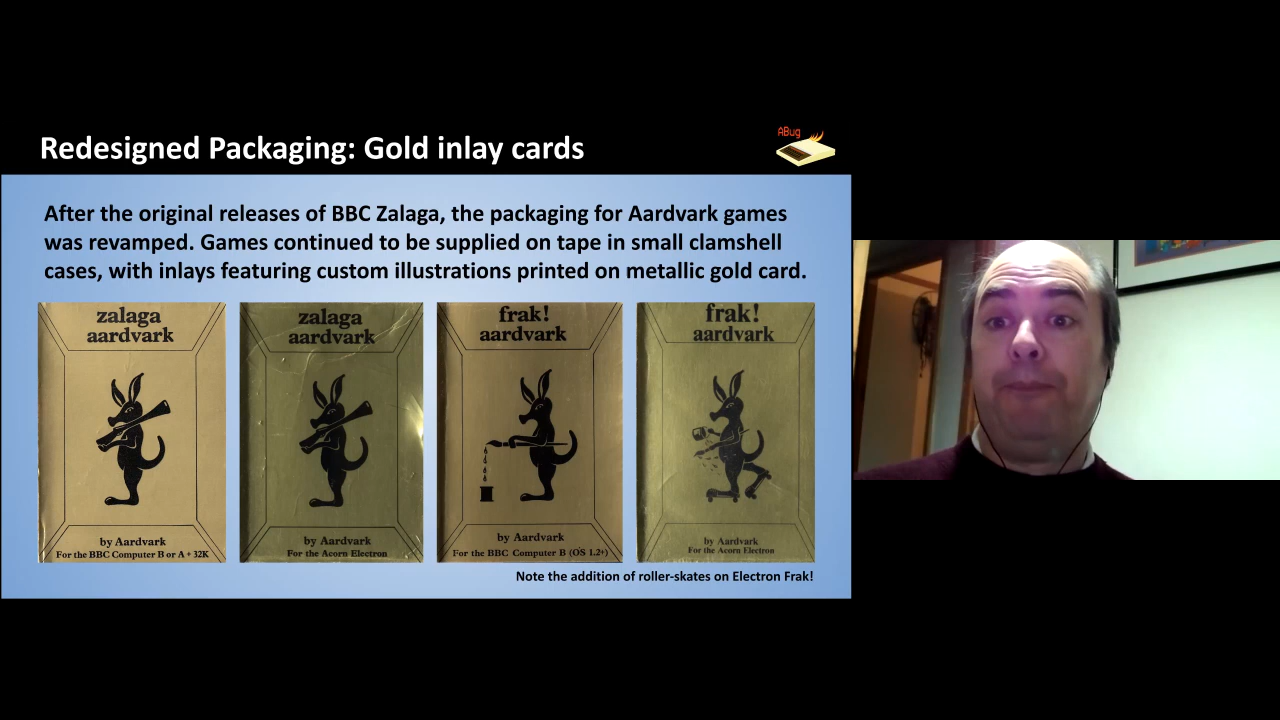 Redesigned Packaging: Gold inlay cards
ABug
After the original releases of BBC Zalaga, the packaging for Aardvark games
was revamped. Games continued to be supplied on tape in small clamshell
cases, with inlays featuring custom illustrations printed on metallic gold card.
zalaga
aardvark
by Aardvark
For the BBC Computer B or A + 32K
zalaga
aardvark
by Aardvark
For the Acorn Electron
frak!
aardvark
by Aardvark
For the BBC Computer B (OS 1.2+)
frak!
aardvark
by Aardvark
For the Acorn Electron
Note the addition of roller-skates on Electron Frak!